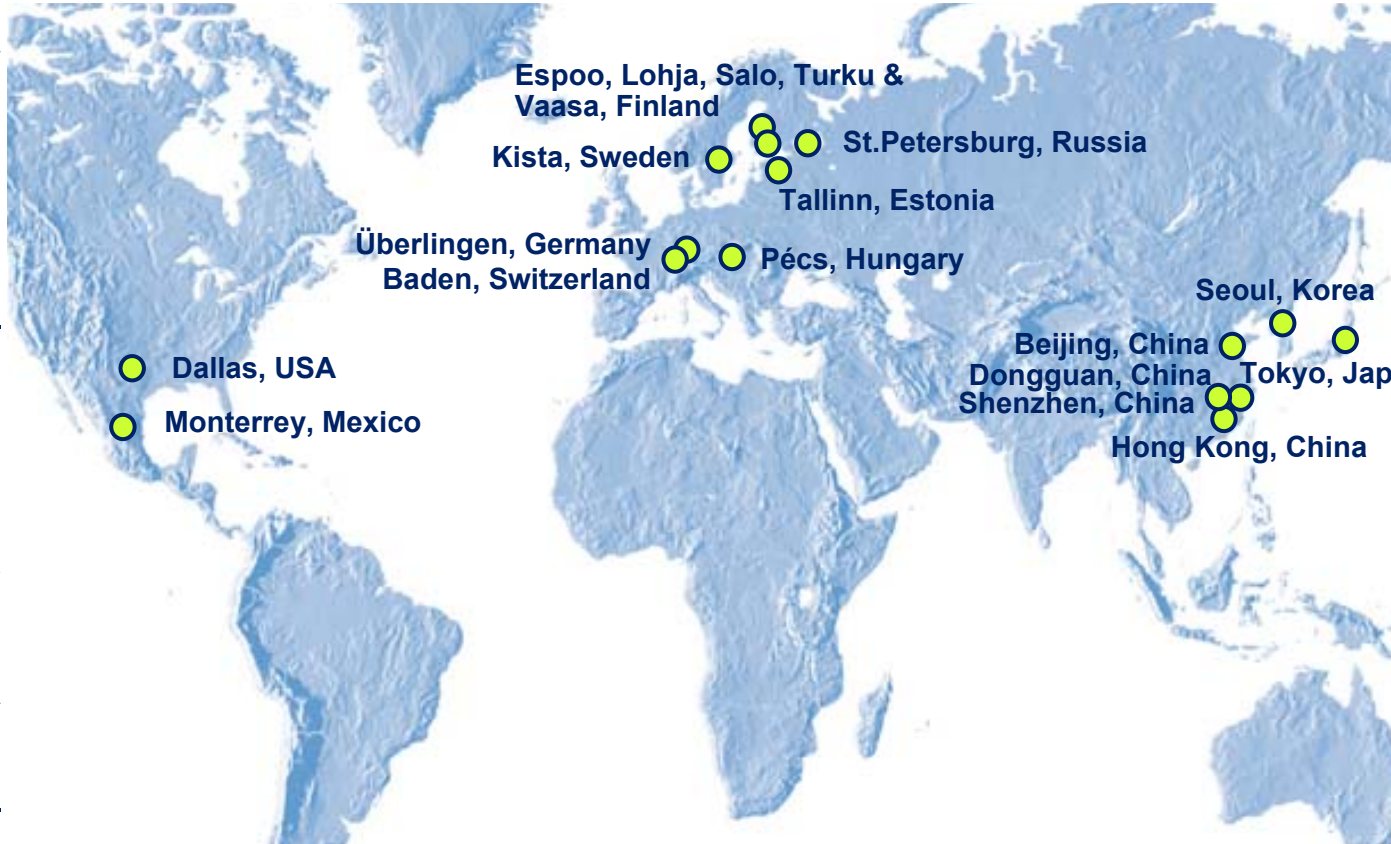 Espoo, Lohja, Salo, Turku &
Vaasa, Finland
St.Petersburg, Russia
Kista, Sweden
Tallinn, Estonia
Überlingen, Germany
Baden, Switzerland
Pécs, Hungary
Seoul, Korea
Beijing, China
Dongguan, China
Tokyo, Jap
Shenzhen, China
Hong Kong, China
Dallas, USA
Monterrey, Mexico